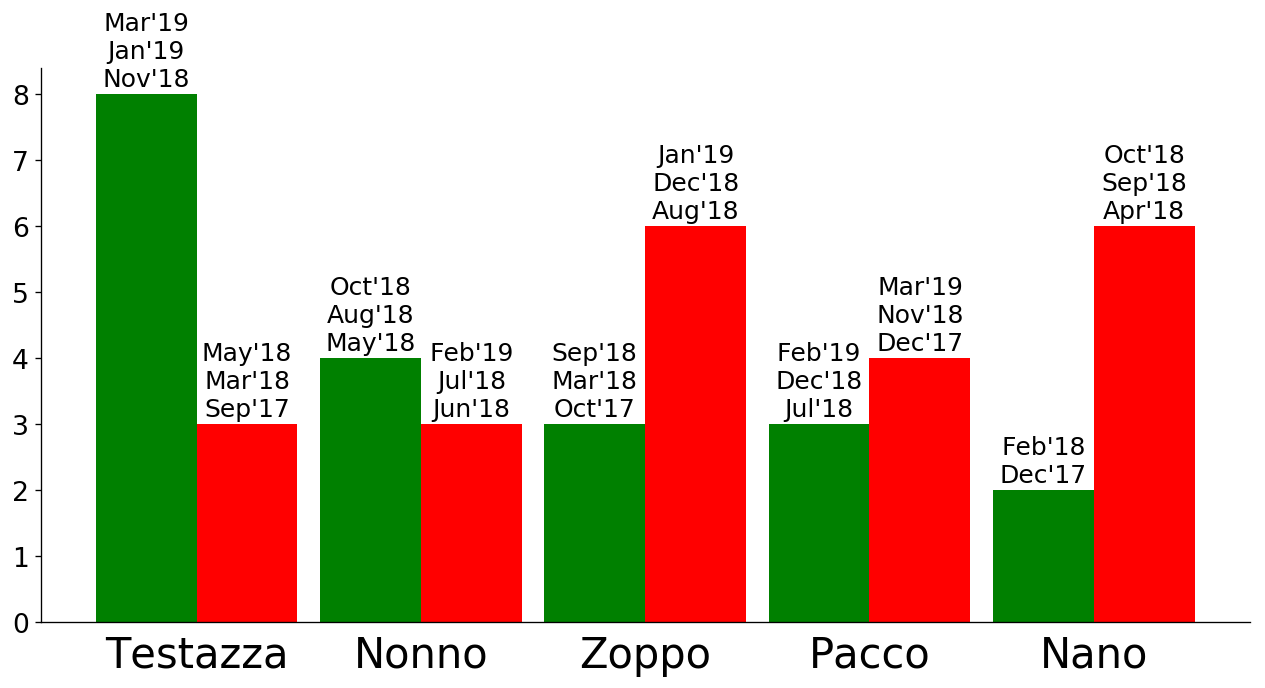 Mar'19
Jan'19
Nov'18
8
7
6
5
4
3
2
1
0
May'18
Mar'18
Sep'17
Oct'18
Aug'18
May'18
Feb'19
Jul'18
Jun'18
Sep'18
Mar'18
Oct'17
Jan'19
Dec'18
Aug'18
Feb'19
Dec'18
Jul'18
Mar'19
Nov'18
Dec'17
Feb'18
Dec'17
Oct'18
Sep'18
Apr'18
Testazza
Nonno
Zoppo
Pacco
Nano